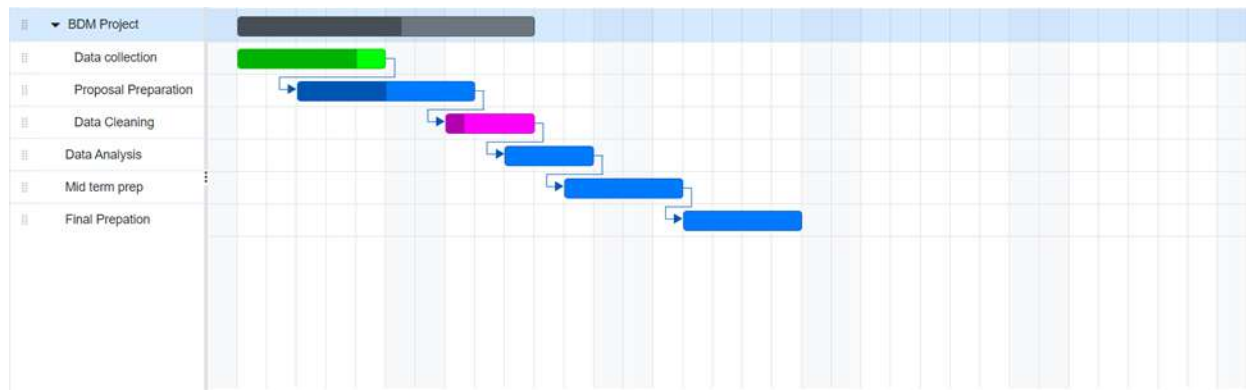 BDM Project
Data collection
Proposal Preparation
Data Cleaning
Data Analysis
Mid term prep
Final Prepation